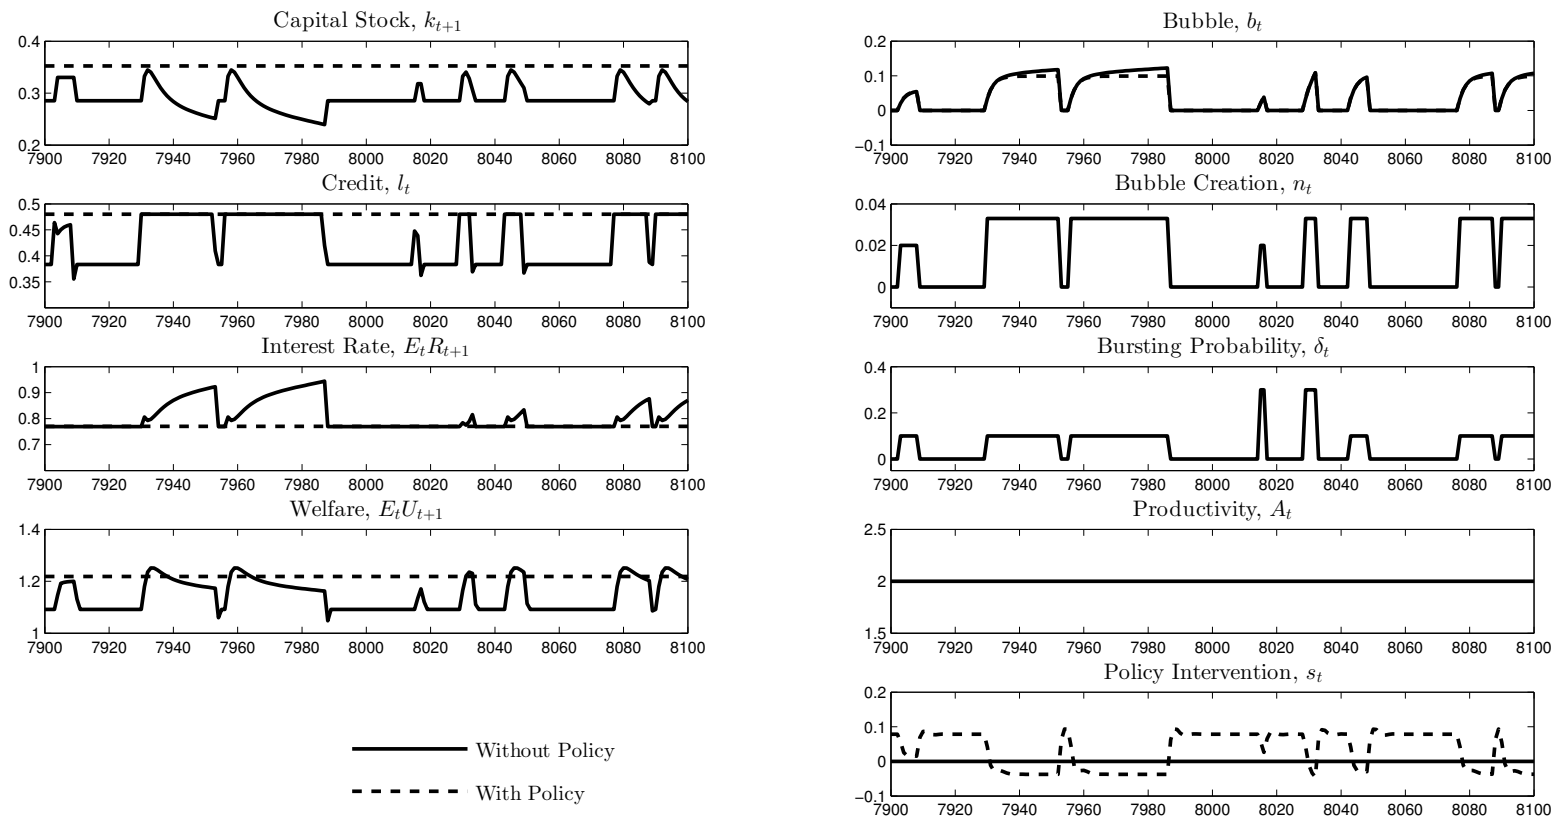 Capital Stock, k_{t+1}
0.4
0.3
0.2
7900 7920 7940 7960 7980 8000 8020 8040 8060 8080 8100
Credit, l_t
0.5
0.45
0.4
0.35
7900 7920 7940 7960 7980 8000 8020 8040 8060 8080 8100
Interest Rate, E_tR_{t+1}
1
0.9
0.8
0.7
7900 7920 7940 7960 7980 8000 8020 8040 8060 8080 8100
Welfare, E_tU_{t+1}
1.4
1.2
1
7900 7920 7940 7960 7980 8000 8020 8040 8060 8080 8100
Without Policy
With Policy
Bubble, b_t
0.2
0.1
0
−0.1
7900 7920 7940 7960 7980 8000 8020 8040 8060 8080 8100
Bubble Creation, n_t
0.04
0.02
0
7900 7920 7940 7960 7980 8000 8020 8040 8060 8080 8100
Bursting Probability, δ_t
0.4
0.2
0
7900 7920 7940 7960 7980 8000 8020 8040 8060 8080 8100
Productivity, A_t
2.5
2
1.5
7900 7920 7940 7960 7980 8000 8020 8040 8060 8080 8100
Policy Intervention, s_t
0.2
0.1
0
−0.1
7900 7920 7940 7960 7980 8000 8020 8040 8060 8080 8100